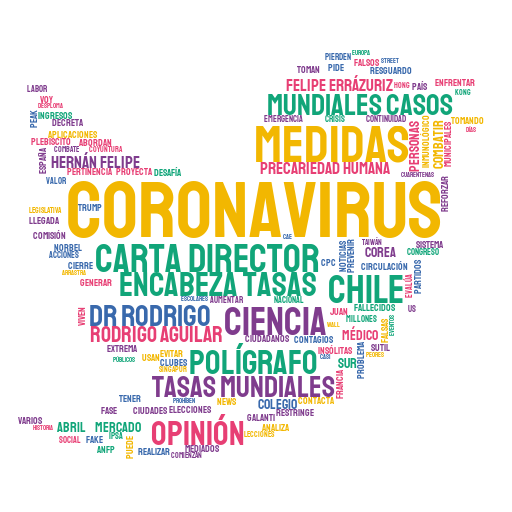 PIERDEN
EUROPA
TOMAN
PIDE
FALSOS
STREET
RESGUARDO
LABOR
FELIPE ERRÁZURIZ
HONG
PAÍS
ENFRENTAR
VOY
DESPLOMA
MUNDIALES CASOS
KONG
PEAK
INGRESOS
DECRETA
EMERGENCIA
CRISIS
CONTINUIDAD
TOMANDO
APLICACIONES
MEDIDAS
PERSONAS
INMUNOLÓGICO
COMBATIR
MUNICIPALES
DÍAS
PLEBISCITO
ABORDAN
COMBATE
COYUNTURA
ESPAÑA
HERNÁN FELIPE
PERTINENCIA
PROYECTA
DESAFÍA
PRECARIEDAD HUMANA
CUARENTENAS
VALOR
CORONAVIRUS
REFORZAR
LEGISLATIVA
TRUMP
LLEGADA
COMISIÓN
CAE
NORBEL
ACCIONES
CARTA DIRECTOR
NOTICIAS
PREVENIR
TAIWÁN
COREA
SISTEMA
CONGRESO
CIERRE
ARRASTRA
CPC
CIRCULACIÓN
PARTIDOS
GENERAR
ENCABEZA TASAS
CHILE
EVALÚA
ESCOLARES
AUMENTAR
NACIONAL
VIVEN
DR RODRIGO
CIENCIA
JUAN
FALLECIDOS
US
MILLONES
WALL
RODRIGO AGUILAR
CIUDADANOS
CONTAGIOS
MÉDICO
FALSAS
EVENTOS
EXTREMA
USAN
EVITAR
POLÍGRAFO
INSÓLITAS
SUTIL
PROBLEMA
PÚBLICOS
CLUBES
CASI
SUR
PEORES
SINGAPUR
TASAS MUNDIALES
FRANCIA
TENER
PROHÍBEN
NEWS
COLEGIO
CONTACTA
FASE
CIUDADES
ELECCIONES
RESTRINGE
VARIOS
GALANTI
HISTORIA
ABRIL
MERCADO
OPINIÓN
ANALIZA
LECCIONES
SOCIAL
FAKE
IPSA
PUEDE
ANFP
REALIZAR
MEDIADOS
COMIENZAN